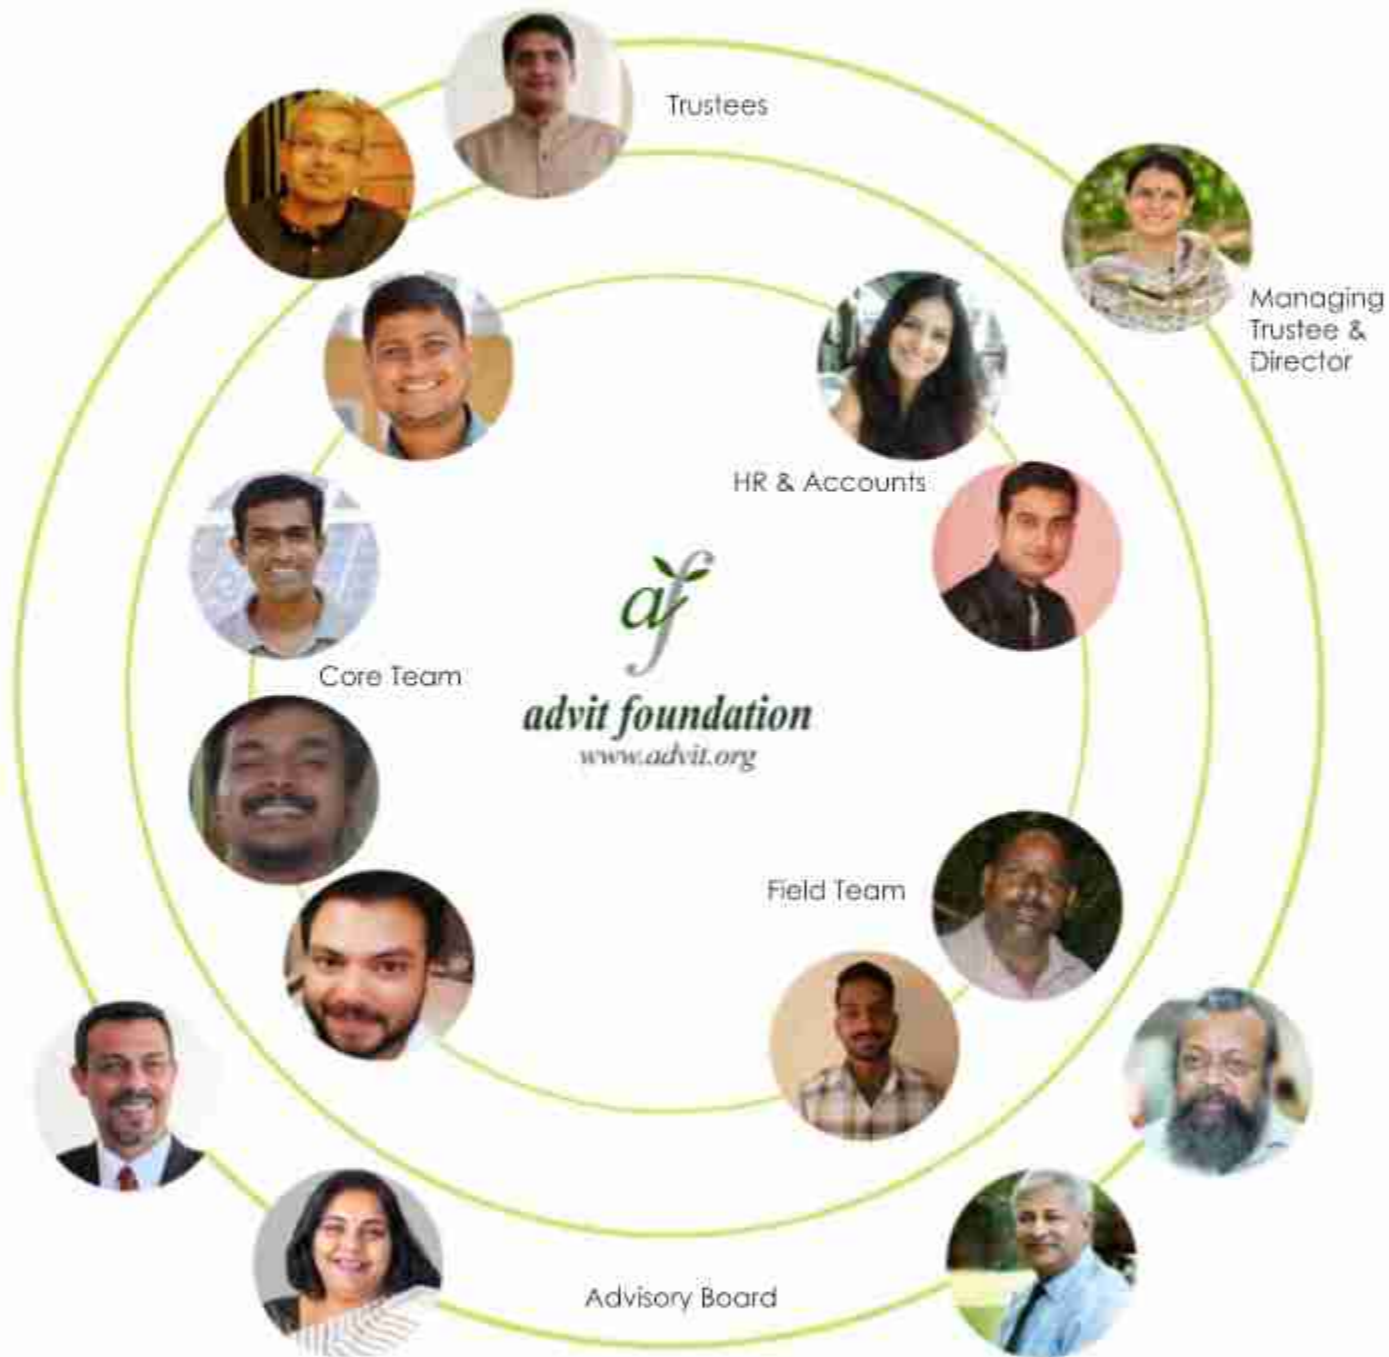 Trustees
Managing
Trustee &
Director
HR & Accounts
af
advit foundation
www.advit.org
Core Team
Field Team
Advisory Board